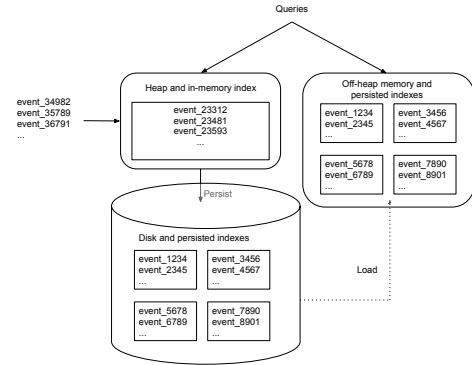 Queries
event_34982
event_35789
event_36791
...
Heap and in-memory index
event_23312
event_23481
event_23593
...
Off-heap memory and
persisted indexes
event_1234
event_2345
...
event_3456
event_4567
...
event_5678
event_6789
...
event_7890
event_8901
...
Persist
Disk and persisted indexes
event_1234
event_2345
...
event_3456
event_4567
...
event_5678
event_6789
...
event_7890
event_8901
...
Load